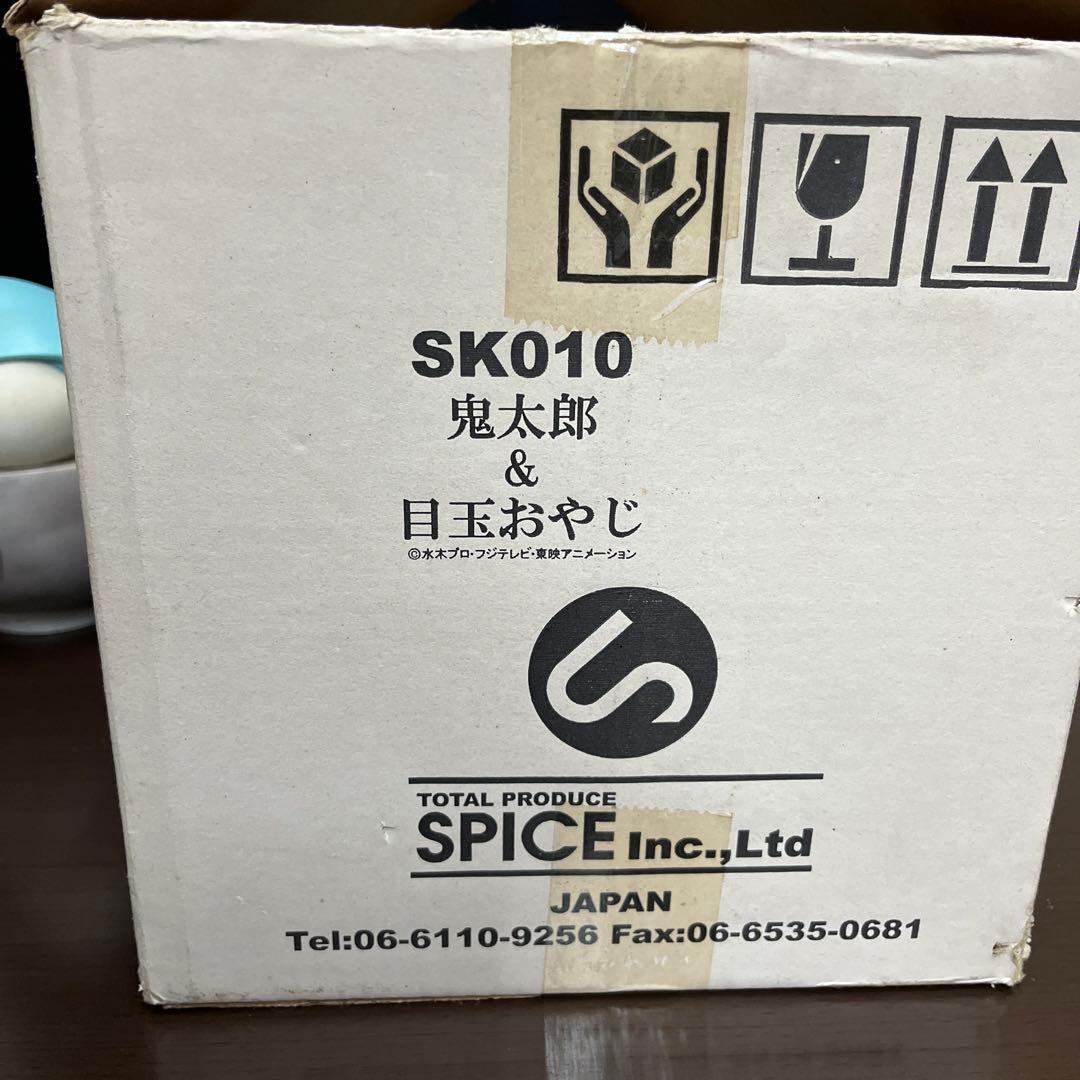 SK010
鬼太郎
&
目玉おやじ
©水木プロ・フジテレビ・東映アニメーション
TOTAL PRODUCE
SPICE Inc.,Ltd
JAPAN
Tel:06-6110-9256 Fax:06-6535-0681